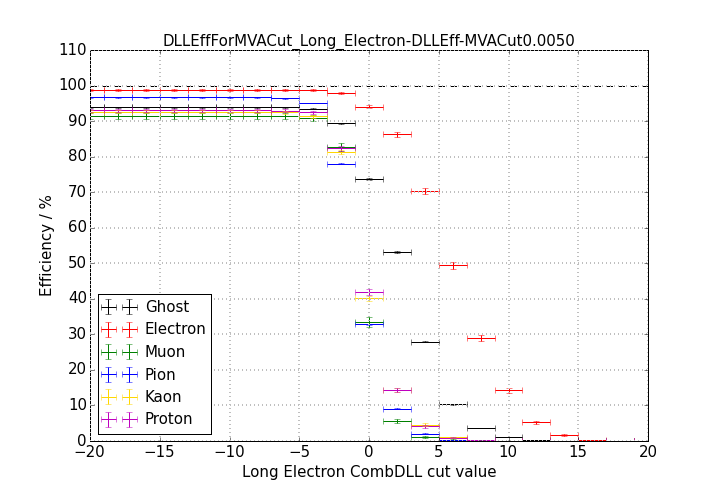 DLLEffForMVACut_Long_Electron-DLLEff-MVACut0.0050
110
100
90
80
70
60
50
40
30
20
10
0
Efficiency / %
Ghost
Electron
Muon
Pion
Kaon
Proton
−20 −15 −10 −5 0 5 10 15 20
Long Electron CombDLL cut value